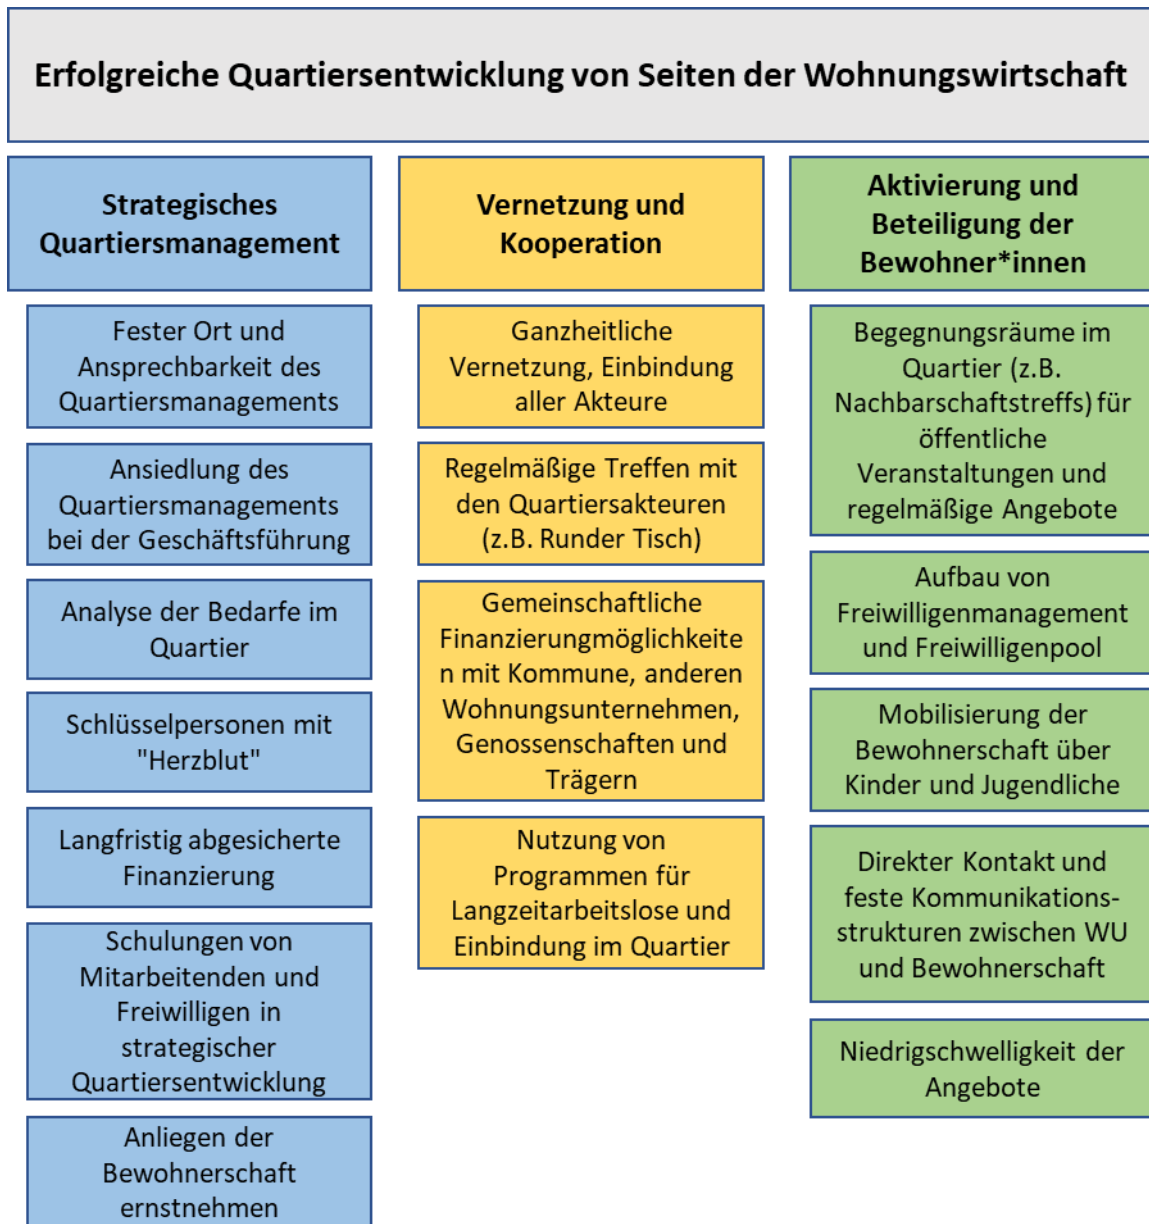 Erfolgreiche Quartiersentwicklung von Seiten der Wohnungswirtschaft
Strategisches
Quartiersmanagement
Fester Ort und
Ansprechbarkeit des
Quartiersmanagements
Ansiedlung des
Quartiersmanagements
bei der Geschäftsführung
Analyse der Bedarfe im
Quartier
Schlüsselpersonen mit
"Herzblut"
Langfristig abgesicherte
Finanzierung
Schulungen von
Mitarbeitenden und
Freiwilligen in
strategischer
Quartiersentwicklung
Anliegen der
Bewohnerschaft
ernstnehmen
Vernetzung und
Kooperation
Ganzheitliche
Vernetzung, Einbindung
aller Akteure
Regelmäßige Treffen mit
den Quartiersakteuren
(z.B. Runder Tisch)
Gemeinschaftliche
Finanzierungmöglichkeite
n mit Kommune, anderen
Wohnungsunternehmen,
Genossenschaften und
Trägern
Nutzung von
Programmen für
Langzeitarbeitslose und
Einbindung im Quartier
Aktivierung und
Beteiligung der
Bewohner*innen
Begegnungsräume im
Quartier (z.B.
Nachbarschaftstreffs) für
öffentliche
Veranstaltungen und
regelmäßige Angebote
Aufbau von
Freiwilligenmanagement
und Freiwilligenpool
Mobilisierung der
Bewohnerschaft über
Kinder und Jugendliche
Direkter Kontakt und
feste Kommunikations-
strukturen zwischen WU
und Bewohnerschaft
Niedrigschwelligkeit der
Angebote